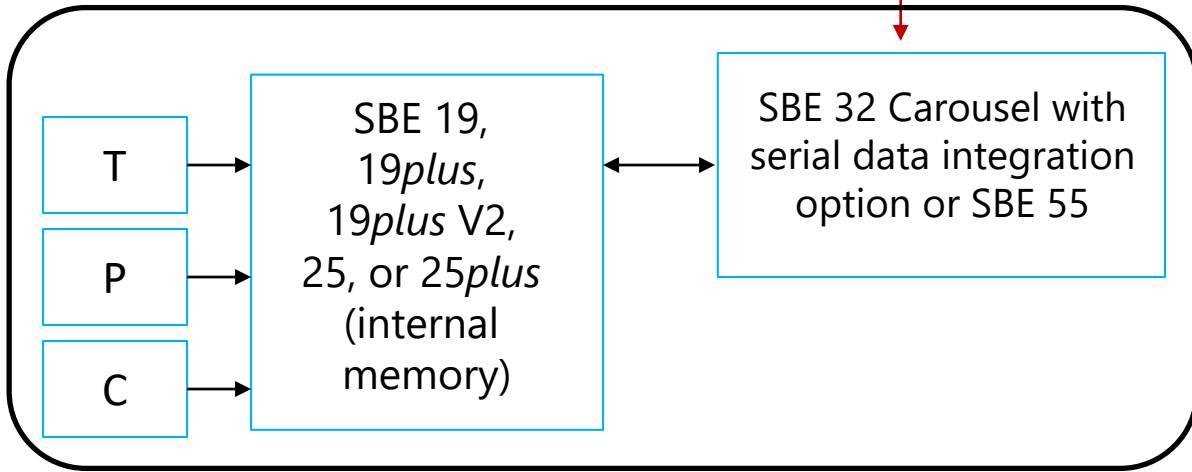 T
P
C
SBE 19,
19plus,
19plus V2,
25, or 25plus
(internal
memory)
SBE 32 Carousel with
serial data integration
option or SBE 55